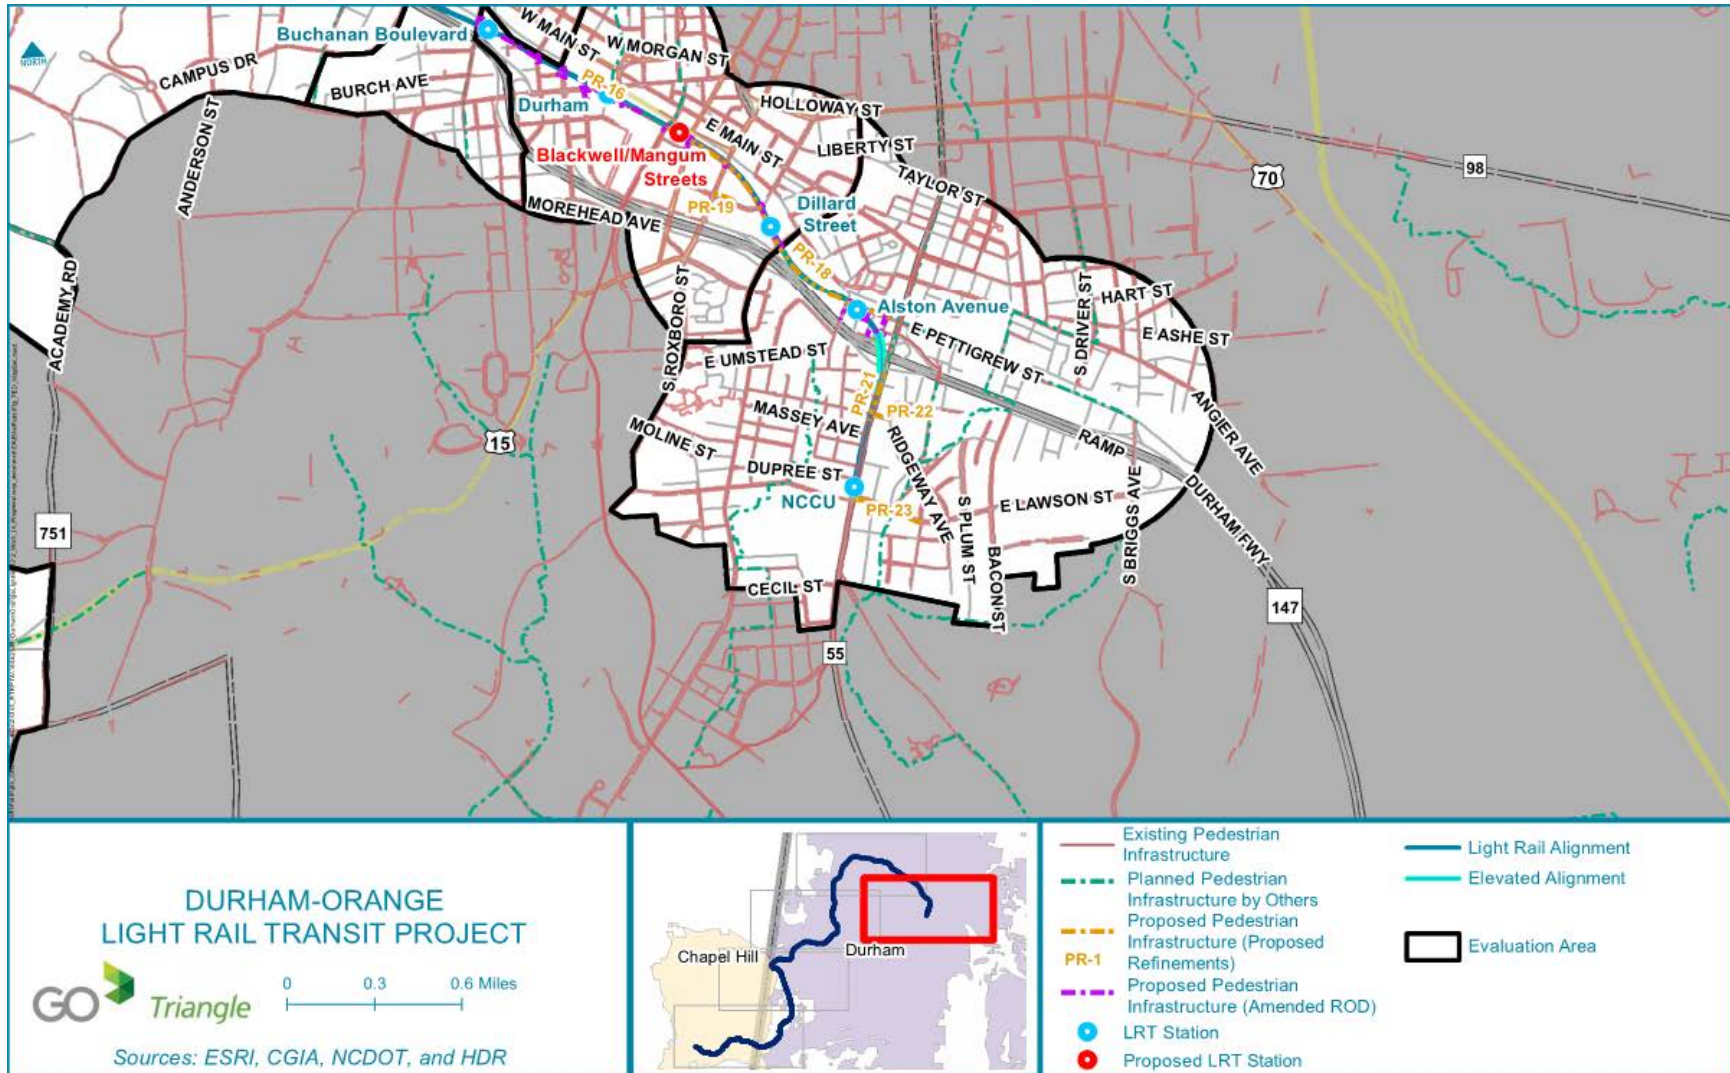 Buchanan Boulevard
W MAIN ST
W MORGAN ST
NORTH
CAMPUS DR
BURCH AVE
PR-16
Durham
HOLLOWAY ST
ANDERSON ST
E MAIN ST
LIBERTY ST
Blackwell/Mangum
Streets
98
70
TAYLOR ST
PR-19
Dillard
Street
MOREHEAD AVE
PR-18
ACADEMY RD
S ROXBORO ST
Alston Avenue
S DRIVER ST
HART ST
E ASHE ST
E PETTIGREW ST
E UMSTEAD ST
PR-21
MASSEY AVE
PR-22
ANGIER AVE
15
MOLINE ST
RIDGEWAY AVE
RAMP
DUPREE ST
NCCU
DURHAM FWY
S PLUM ST
E LAWSON ST
S BRIGGS AVE
PR-23
751
BACON ST
CECIL ST
147
55
DURHAM-ORANGE
LIGHT RAIL TRANSIT PROJECT
GO Triangle
0 0.3 0.6 Miles
Sources: ESRI, CGIA, NCDOT, and HDR
Chapel Hill
Durham
Existing Pedestrian
Infrastructure
Planned Pedestrian
Infrastructure by Others
Proposed Pedestrian
Infrastructure (Proposed
Refinements)
PR-1
Proposed Pedestrian
Infrastructure (Amended ROD)
LRT Station
Proposed LRT Station
Light Rail Alignment
Elevated Alignment
Evaluation Area